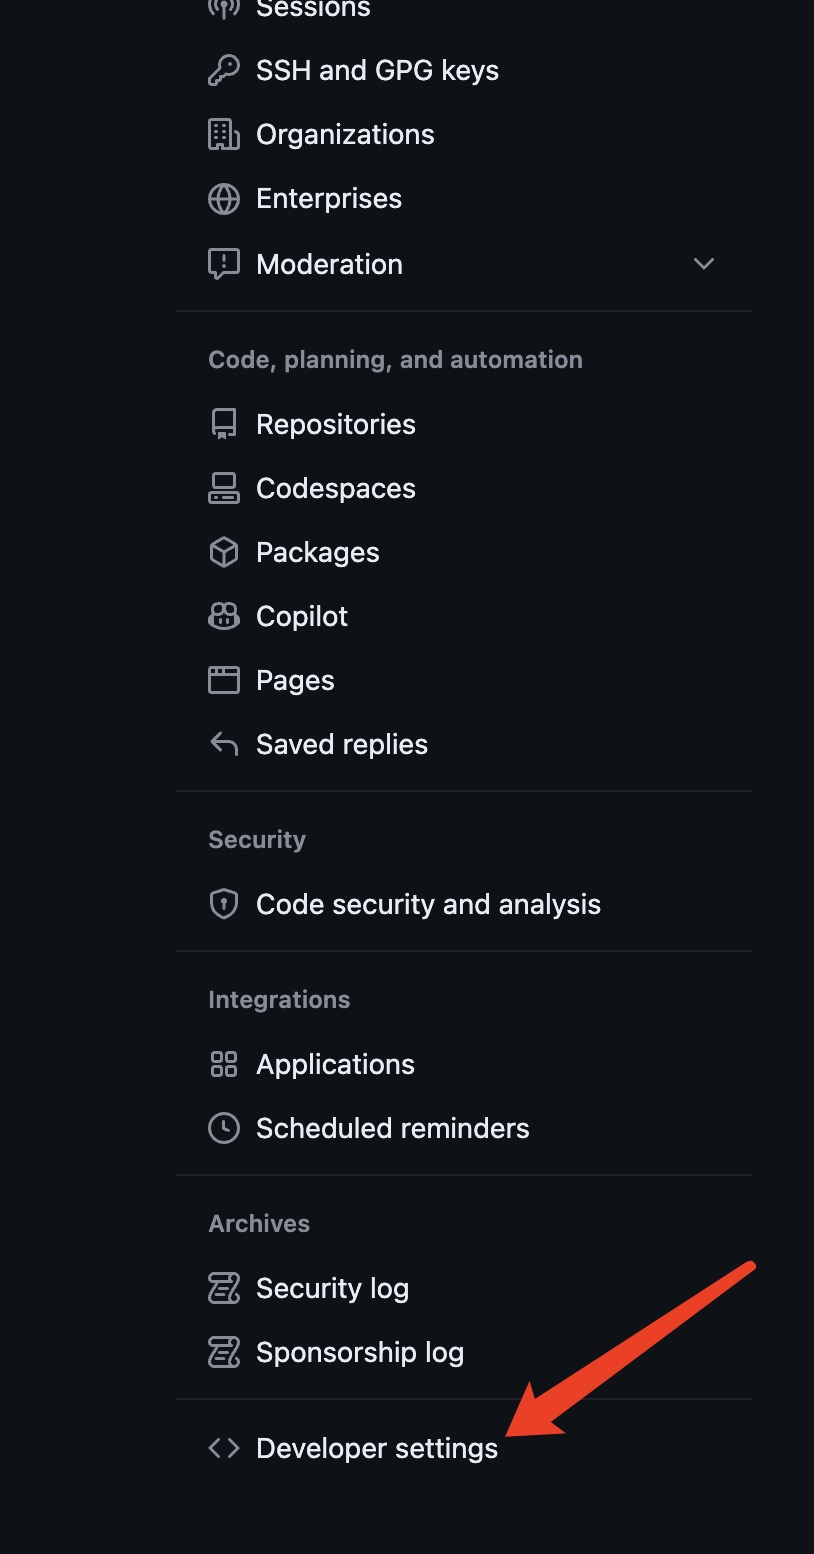 Sessions
SSH and GPG keys
Organizations
Enterprises
Moderation
Code, planning, and automation
Repositories
Codespaces
Packages
Copilot
Pages
Saved replies
Security
Code security and analysis
Integrations
Applications
Scheduled reminders
Archives
Security log
Sponsorship log
Developer settings